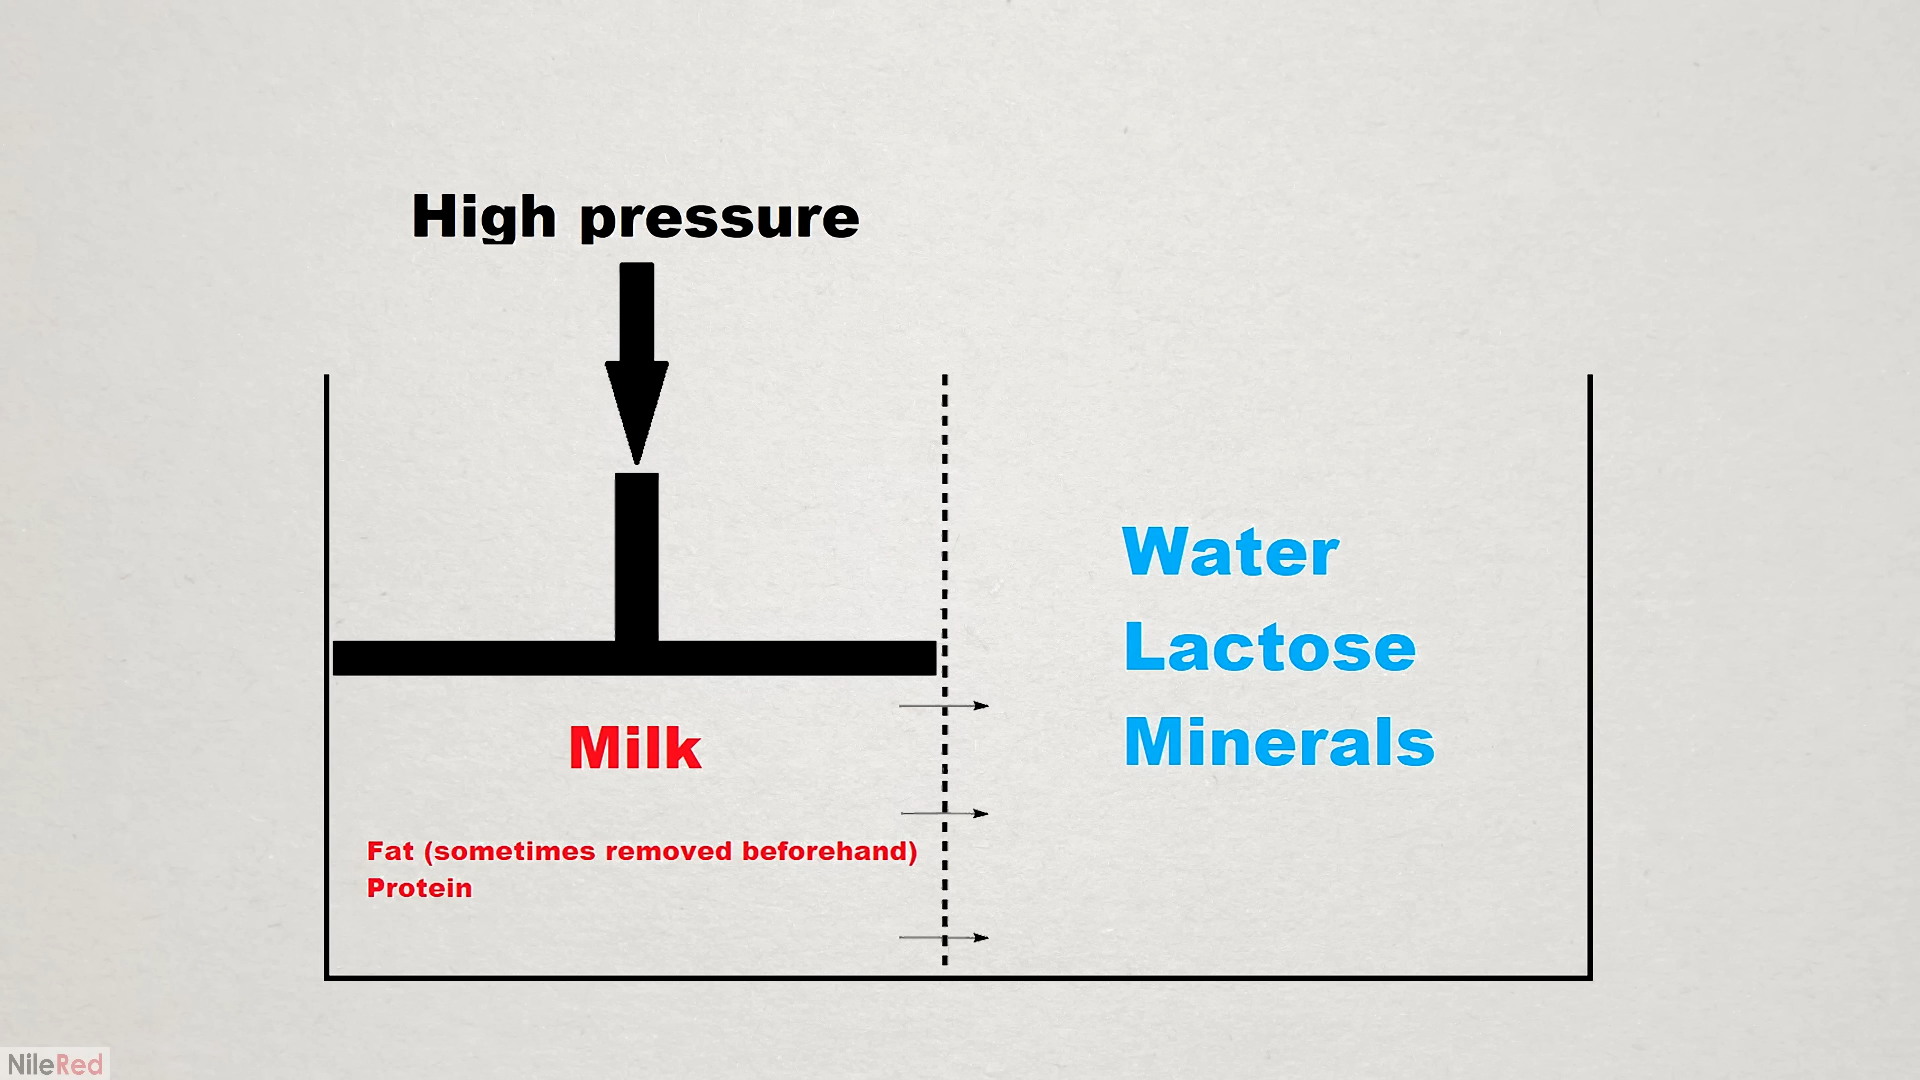 High pressure
Water
Lactose
Minerals
Milk
Fat (sometimes removed beforehand)
Protein
NileRed